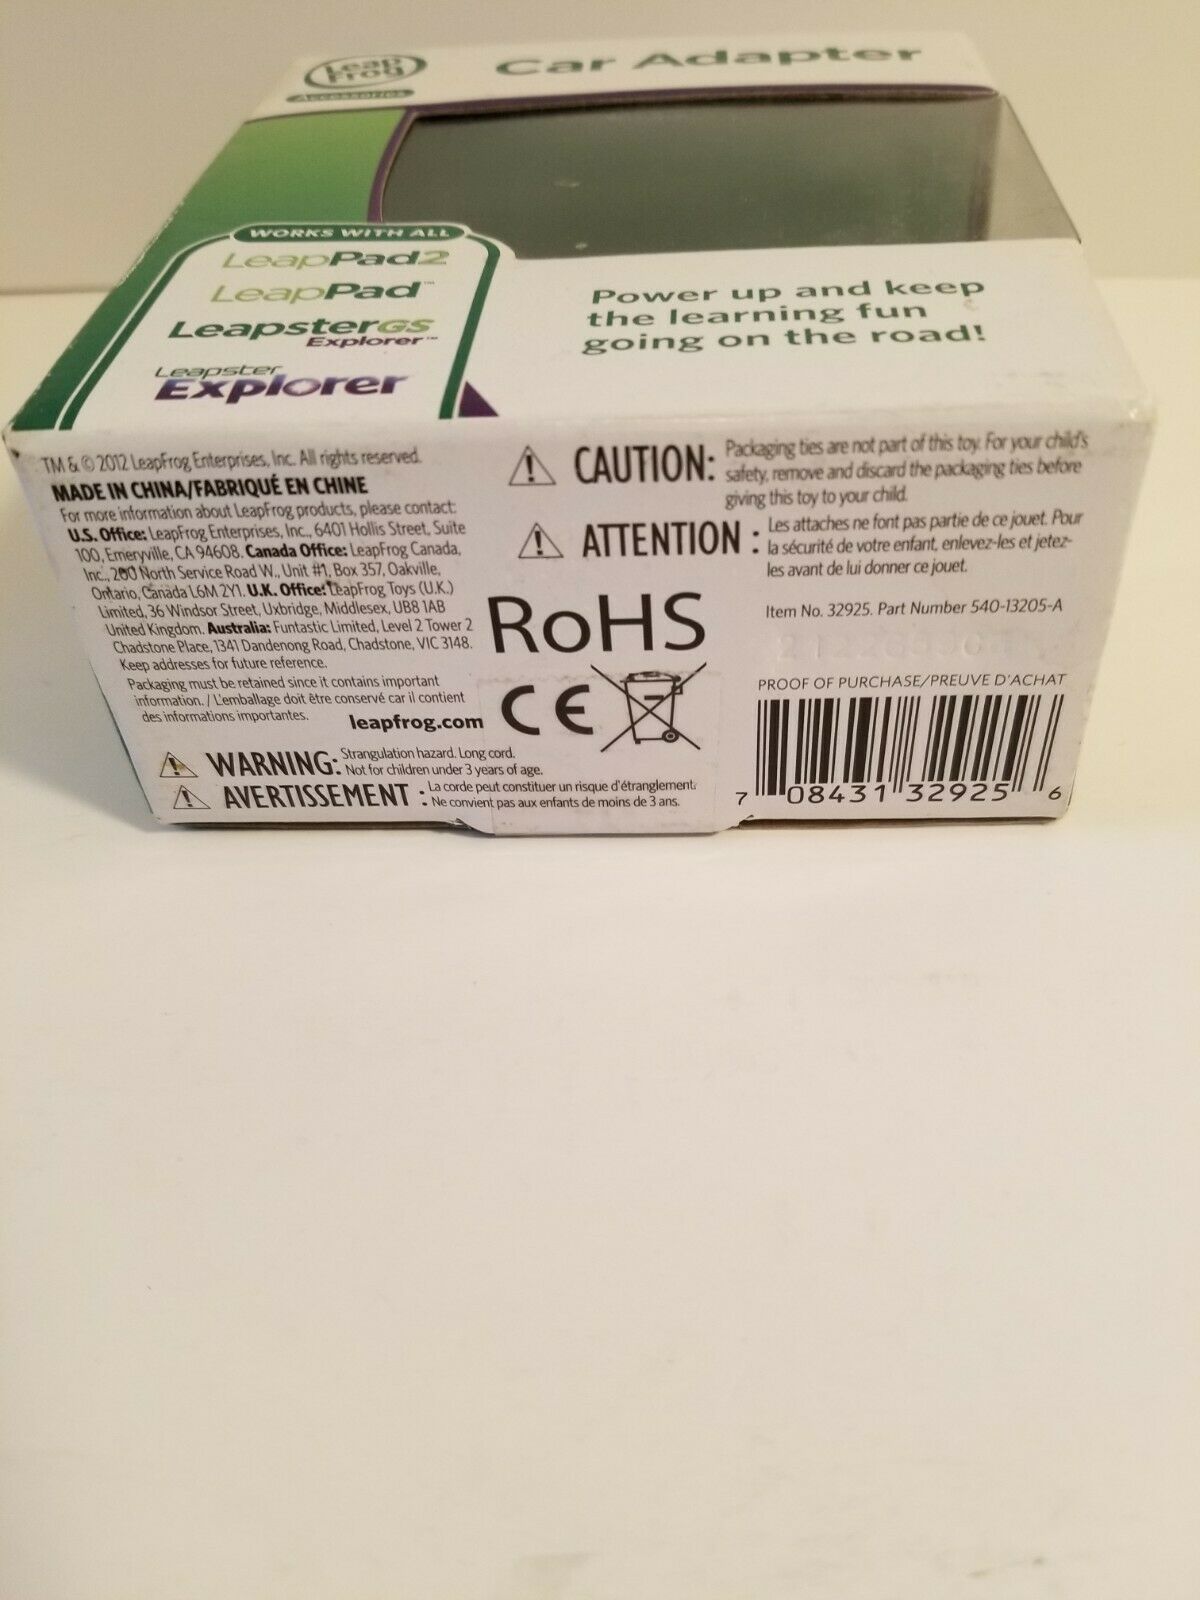 Leap
Frog
Accessories
Car Adapter
WORKS WITH ALL
LeapPad2
LeapPad™
LeapsterGS
Explorer™
Leapster
Explorer
Power up and keep
the learning fun
going on the road!
TM & © 2012 LeapFrog Enterprises, Inc. All rights reserved.
MADE IN CHINA/FABRIQUÉ EN CHINE
For more information about LeapFrog products, please contact:
U.S. Office: LeapFrog Enterprises, Inc., 6401 Hollis Street, Suite
100, Emeryville, CA 94608. Canada Office: LeapFrog Canada,
Inc., 200 North Service Road W., Unit #1, Box 357, Oakville,
Ontario, Canada L6M 2Y1. U.K. Office: LeapFrog Toys (U.K.)
Limited, 36 Windsor Street, Uxbridge, Middlesex, UB8 1AB
United Kingdom. Australia: Funtastic Limited, Level 2 Tower 2
Chadstone Place, 1341 Dandenong Road, Chadstone, VIC 3148.
Keep addresses for future reference.
Packaging must be retained since it contains important
information. / L'emballage doit être conservé car il contient
des informations importantes.
leapfrog.com
WARNING: Strangulation hazard. Long cord.
Not for children under 3 years of age.
AVERTISSEMENT : La corde peut constituer un risque d'étranglement.
Ne convient pas aux enfants de moins de 3 ans.
CAUTION: Packaging ties are not part of this toy. For your child's
safety, remove and discard the packaging ties before
giving this toy to your child.
ATTENTION : Les attaches ne font pas partie de ce jouet. Pour
la sécurité de votre enfant, enlevez-les et jetez-
les avant de lui donner ce jouet.
RoHS
CE
Item No. 32925. Part Number 540-13205-A
PROOF OF PURCHASE/PREUVE D'ACHAT
7 08431 32925 6